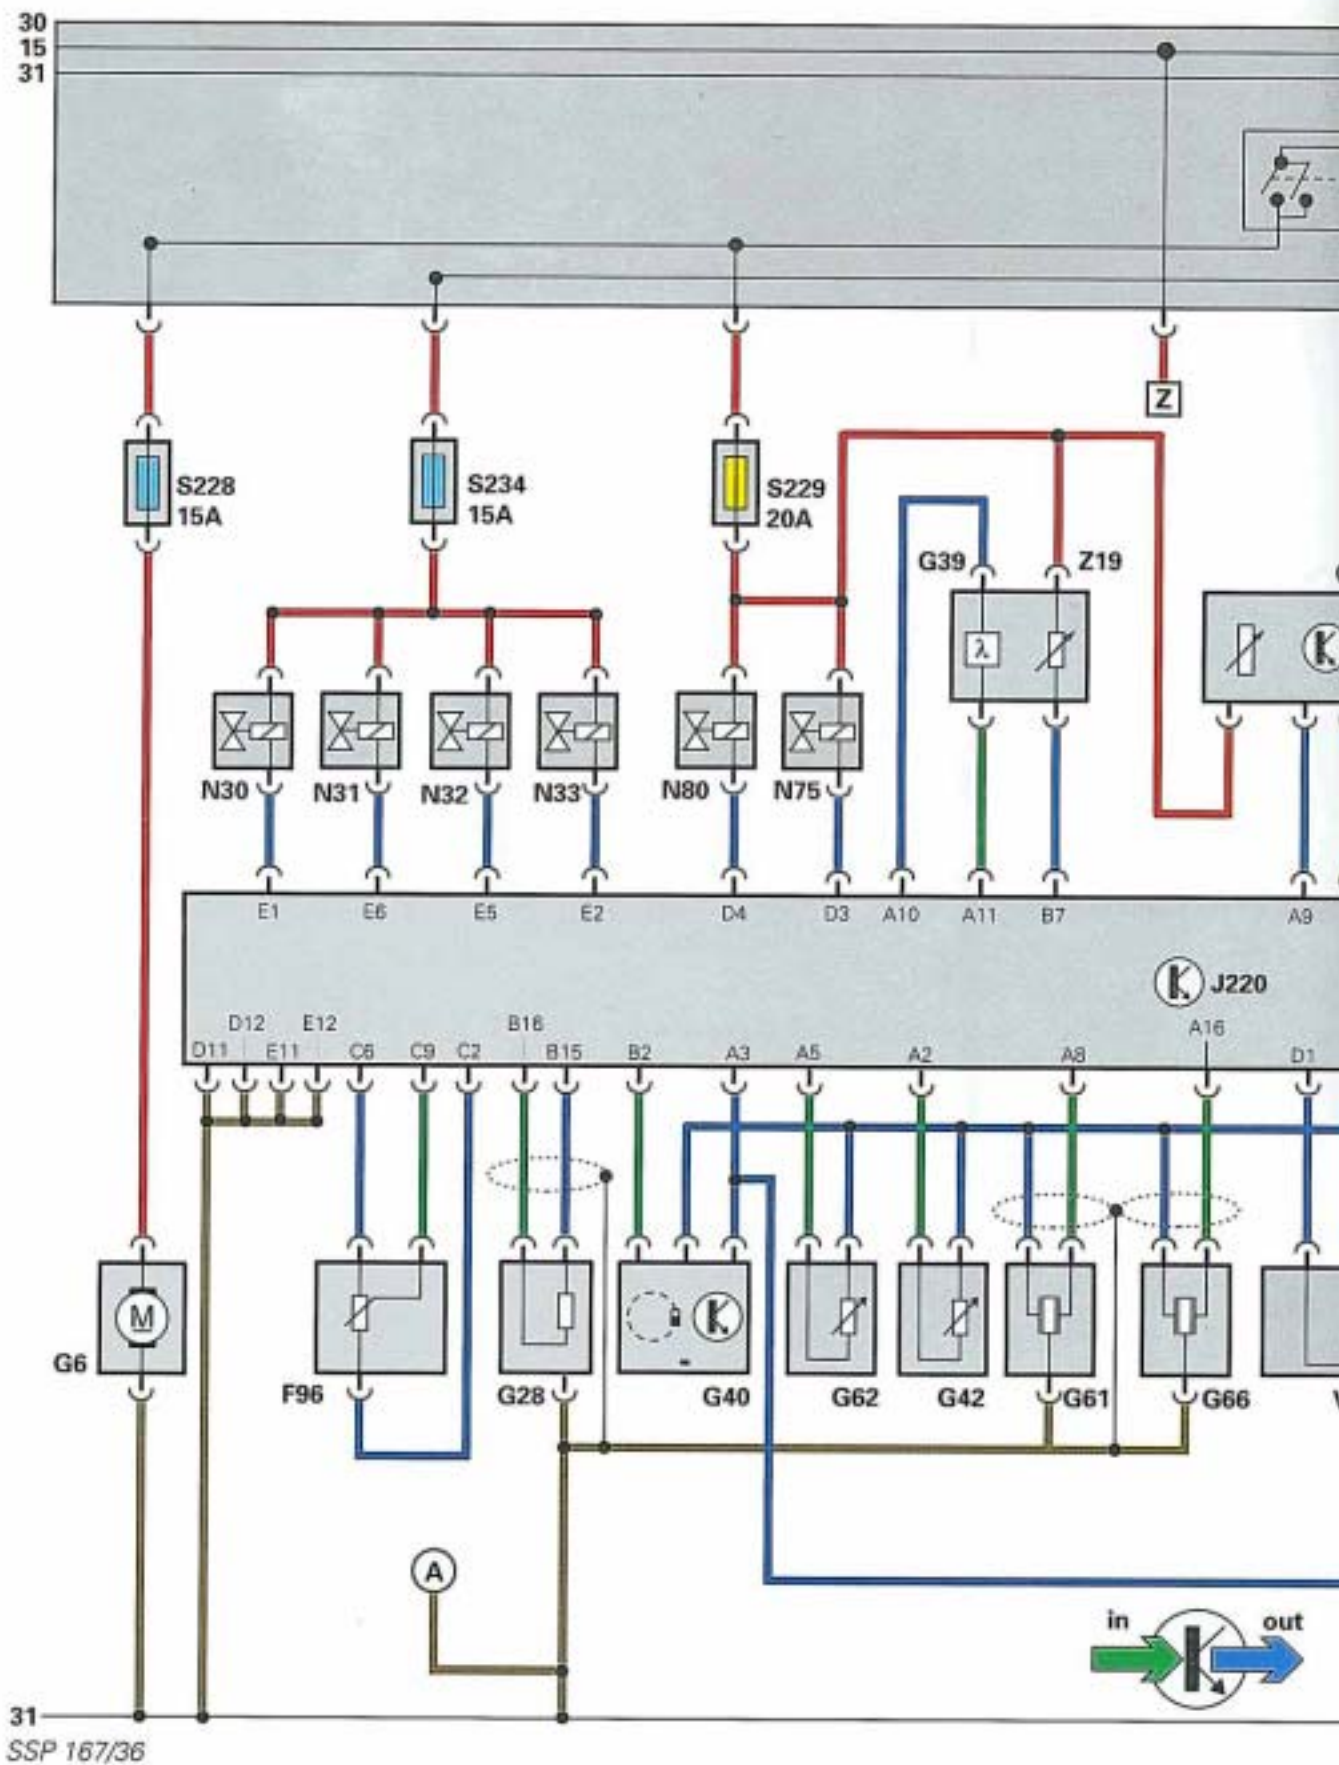 30
15
31
Z
S228
15A
S234
15A
S229
20A
G39
Z19
λ
N30
N31
N32
N33
N80
N75
E1
E6
E5
E2
D4
D3
A10
A11
B7
A9
J220
D11
D12
E11
E12
C6
C9
C2
B16
B15
B2
A3
A5
A2
A8
A16
D1
M
G6
F96
G28
G40
G62
G42
G61
G66
A
in
out
31
SSP 167/36